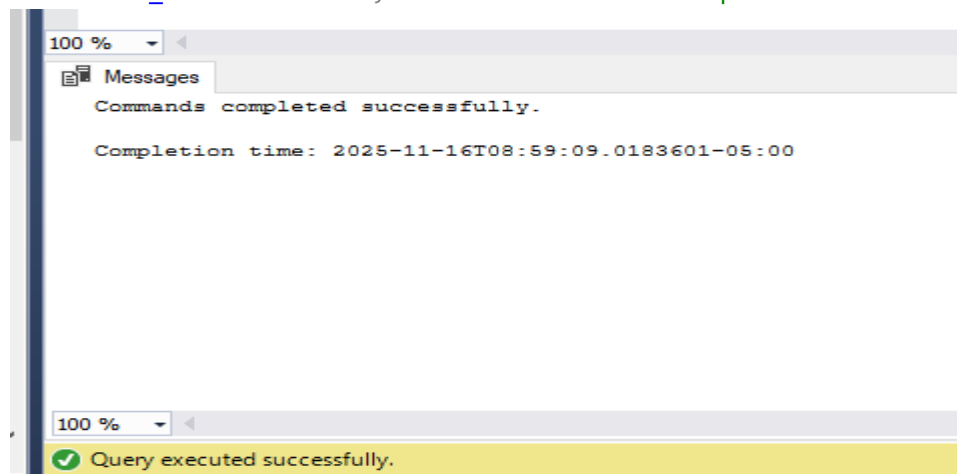 100 %
Messages
Commands completed successfully.
Completion time: 2025-11-16T08:59:09.0183601-05:00
100 %
Query executed successfully.